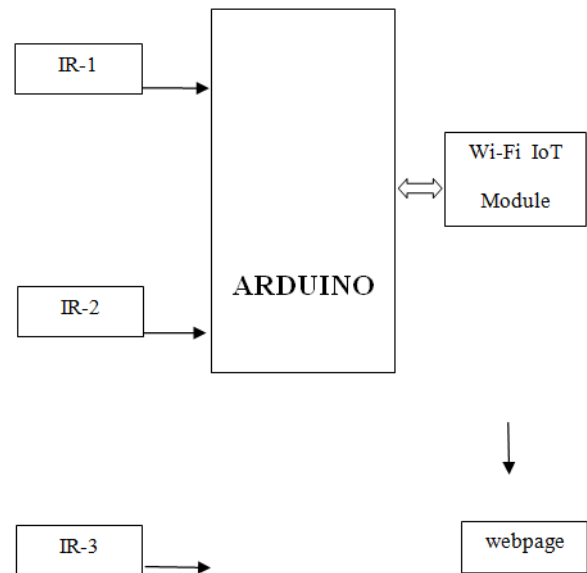 IR-1
Wi-Fi IoT
Module
ARDUINO
IR-2
IR-3
webpage